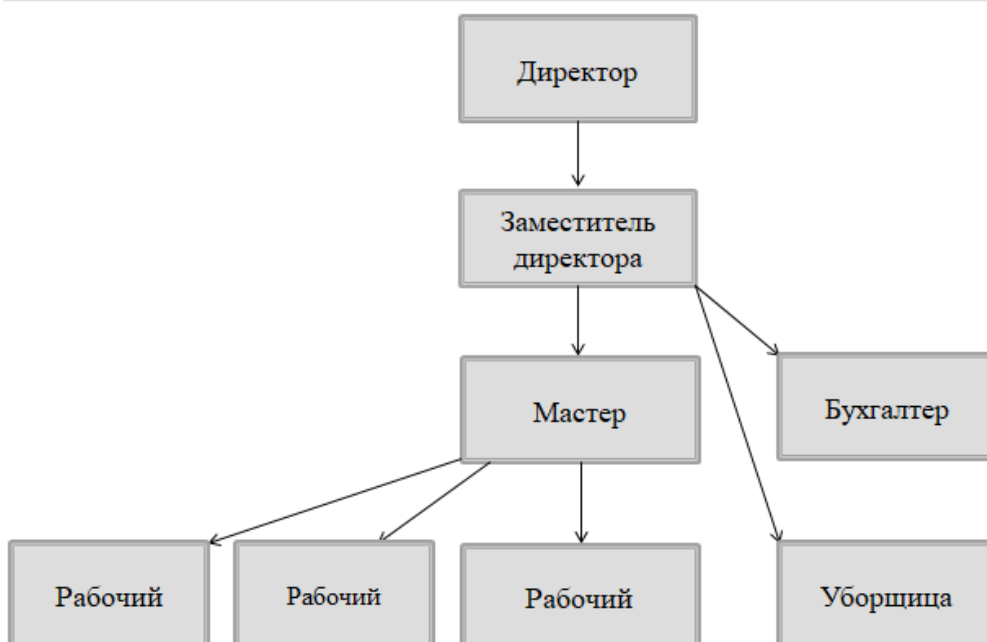 Директор
Заместитель
директора
Мастер
Бухгалтер
Рабочий
Рабочий
Рабочий
Уборщица